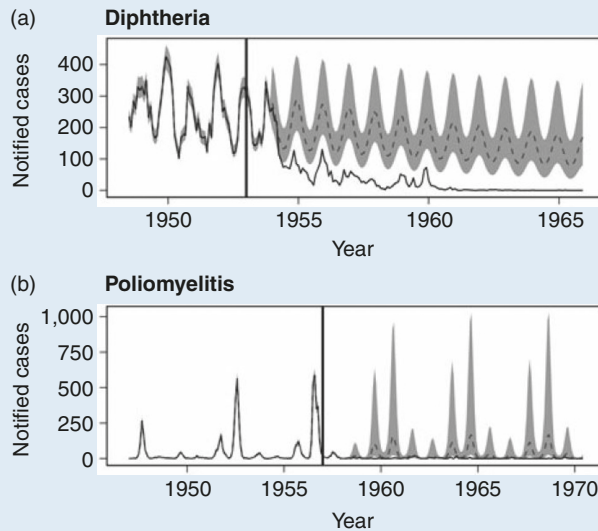 (a) Diphtheria
Notified cases
400
300
200
100
0
1950 1955 1960 1965
Year
(b) Poliomyelitis
Notified cases
1,000
750
500
250
0
1950 1955 1960 1965 1970
Year